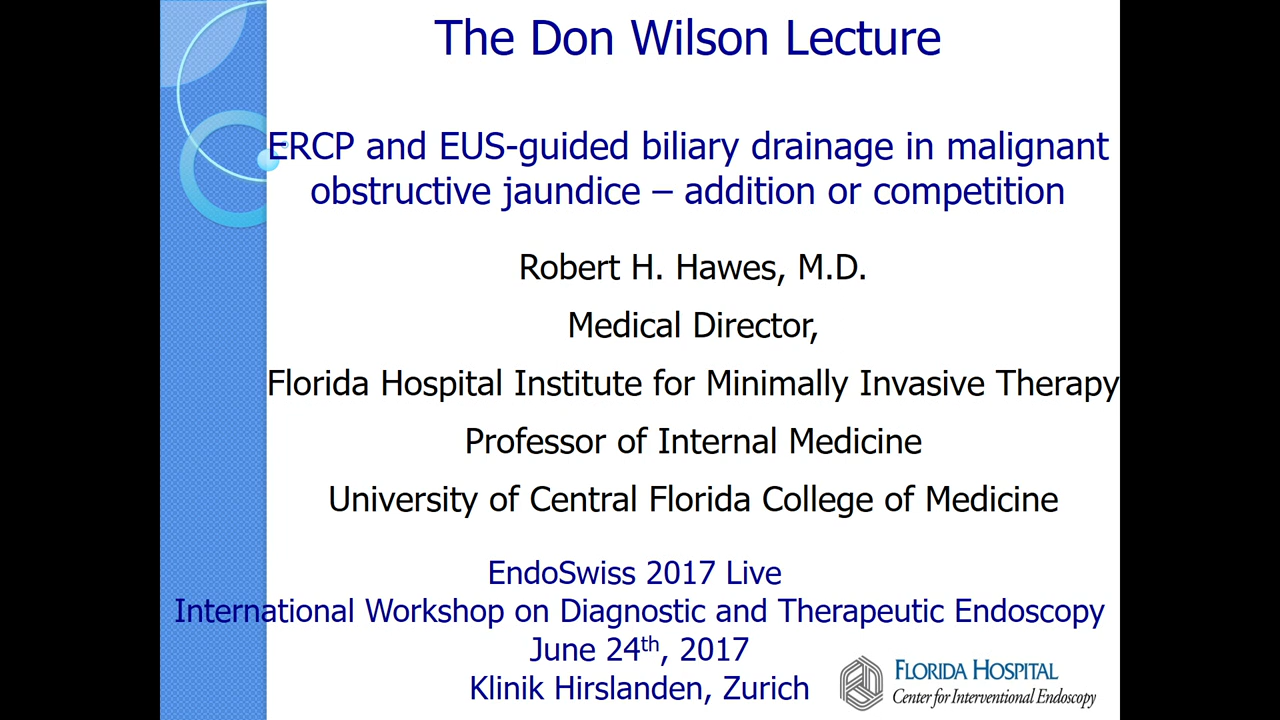 The Don Wilson Lecture
ERCP and EUS-guided biliary drainage in malignant
obstructive jaundice – addition or competition
Robert H. Hawes, M.D.
Medical Director,
Florida Hospital Institute for Minimally Invasive Therapy
Professor of Internal Medicine
University of Central Florida College of Medicine
EndoSwiss 2017 Live
International Workshop on Diagnostic and Therapeutic Endoscopy
June 24th, 2017
Klinik Hirslanden, Zurich
FLORIDA HOSPITAL
Center for Interventional Endoscopy